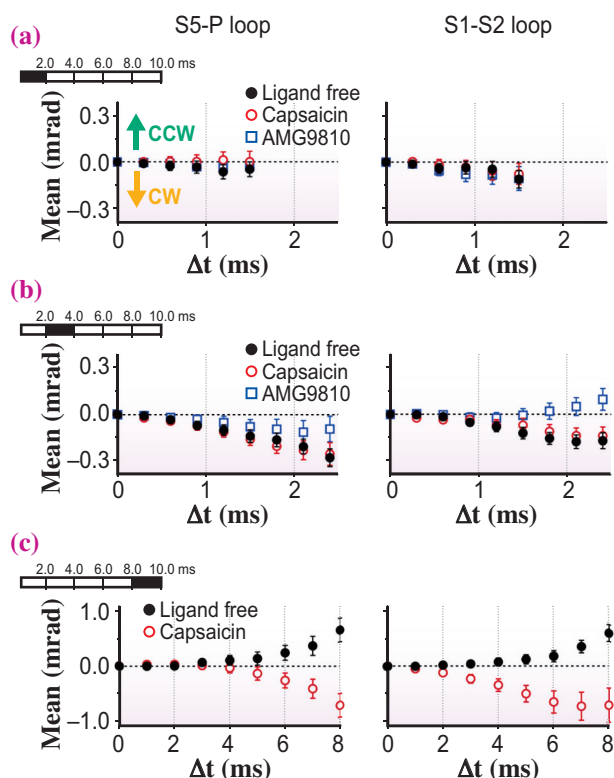 S5-P loop S1-S2 loop
(a)
2.0 4.0 6.0 8.0 10.0 ms
Mean (mrad)
0.3
0.0
−0.3
CCW
CW
Ligand free
Capsaicin
AMG9810
0 1 2 0 1 2
Δt (ms) Δt (ms)
(b)
2.0 4.0 6.0 8.0 10.0 ms
Mean (mrad)
0.3
0.0
−0.3
Ligand free
Capsaicin
AMG9810
0 1 2 0 1 2
Δt (ms) Δt (ms)
(c)
2.0 4.0 6.0 8.0 10.0 ms
Mean (mrad)
1.0
0.0
−1.0
Ligand free
Capsaicin
0 2 4 6 8 0 2 4 6 8
Δt (ms) Δt (ms)